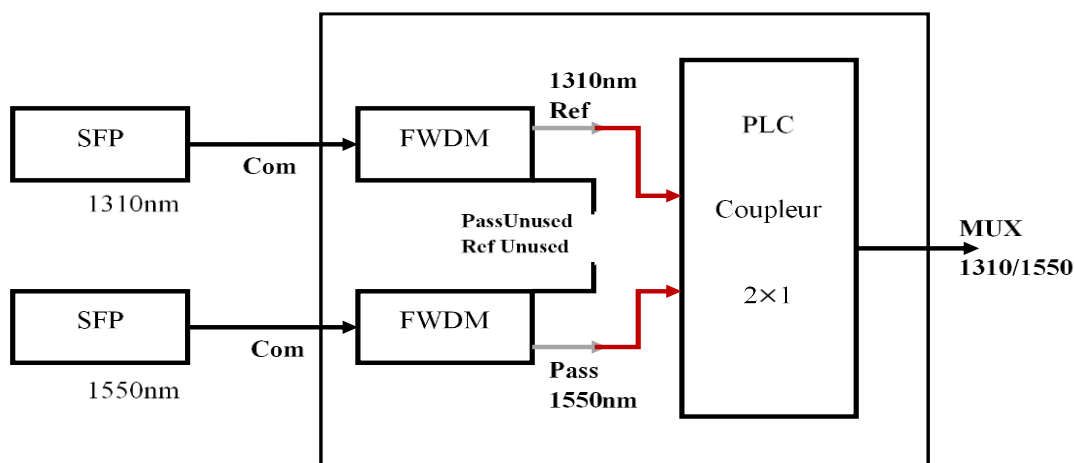 SFP
1310nm
Com
FWDM
1310nm
Ref
PassUnused
Ref Unused
SFP
1550nm
Com
FWDM
Pass
1550nm
PLC
Coupleur
2×1
MUX
1310/1550